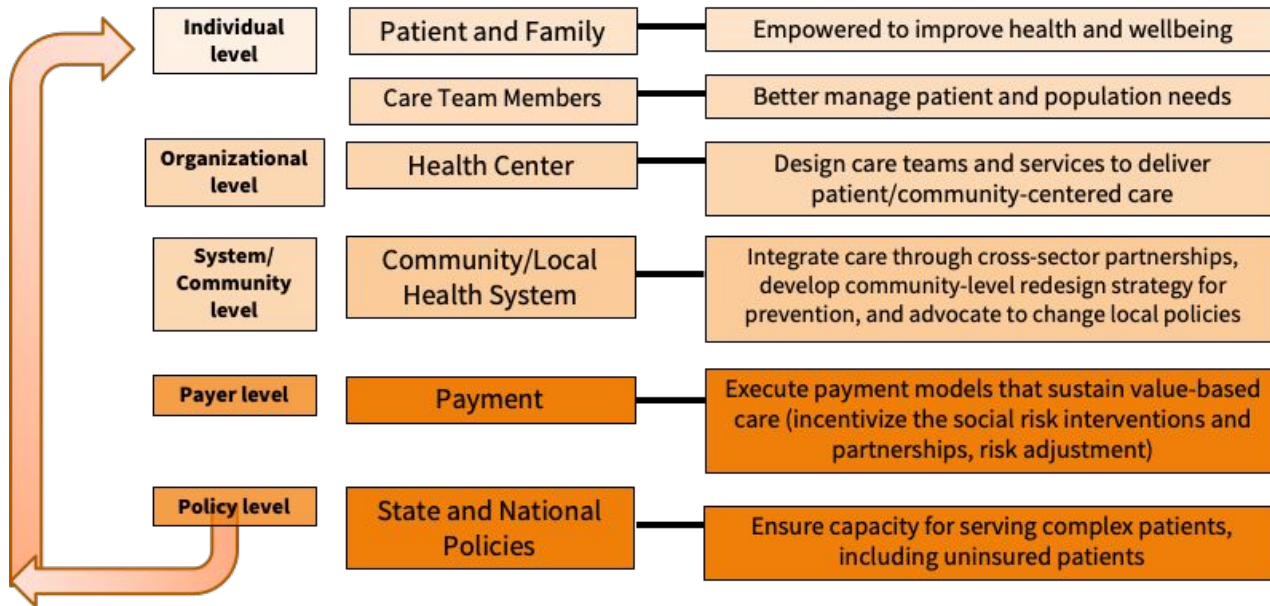 Individual
level
Patient and Family
Empowered to improve health and wellbeing
Care Team Members
Better manage patient and population needs
Organizational
level
Health Center
Design care teams and services to deliver
patient/community-centered care
System/
Community
level
Community/Local
Health System
Integrate care through cross-sector partnerships,
develop community-level redesign strategy for
prevention, and advocate to change local policies
Payer level
Payment
Execute payment models that sustain value-based
care (incentivize the social risk interventions and
partnerships, risk adjustment)
Policy level
State and National
Policies
Ensure capacity for serving complex patients,
including uninsured patients